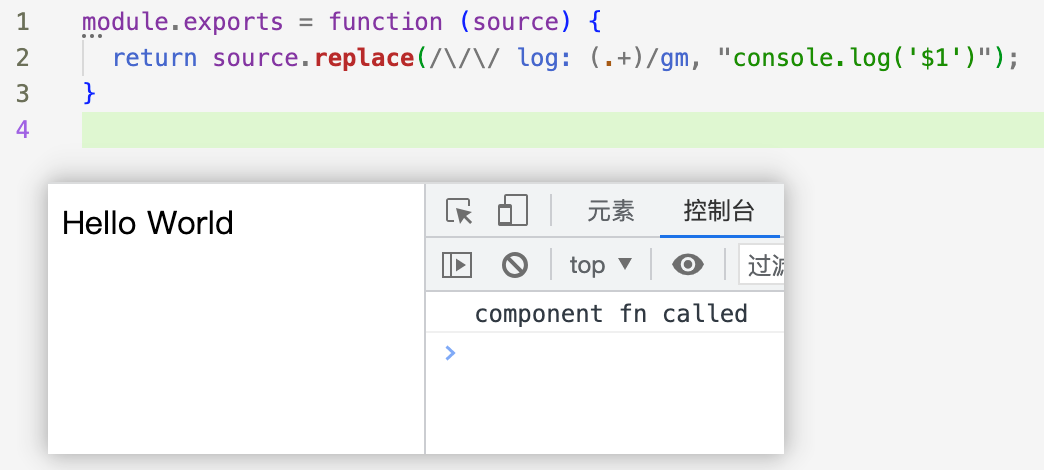 1 module.exports = function (source) {
2 return source.replace(/\/\/ log: (.+)/gm, "console.log('$1')");
3 }
4
Hello World
元素 控制台
top ▼ 过滤
component fn called
>